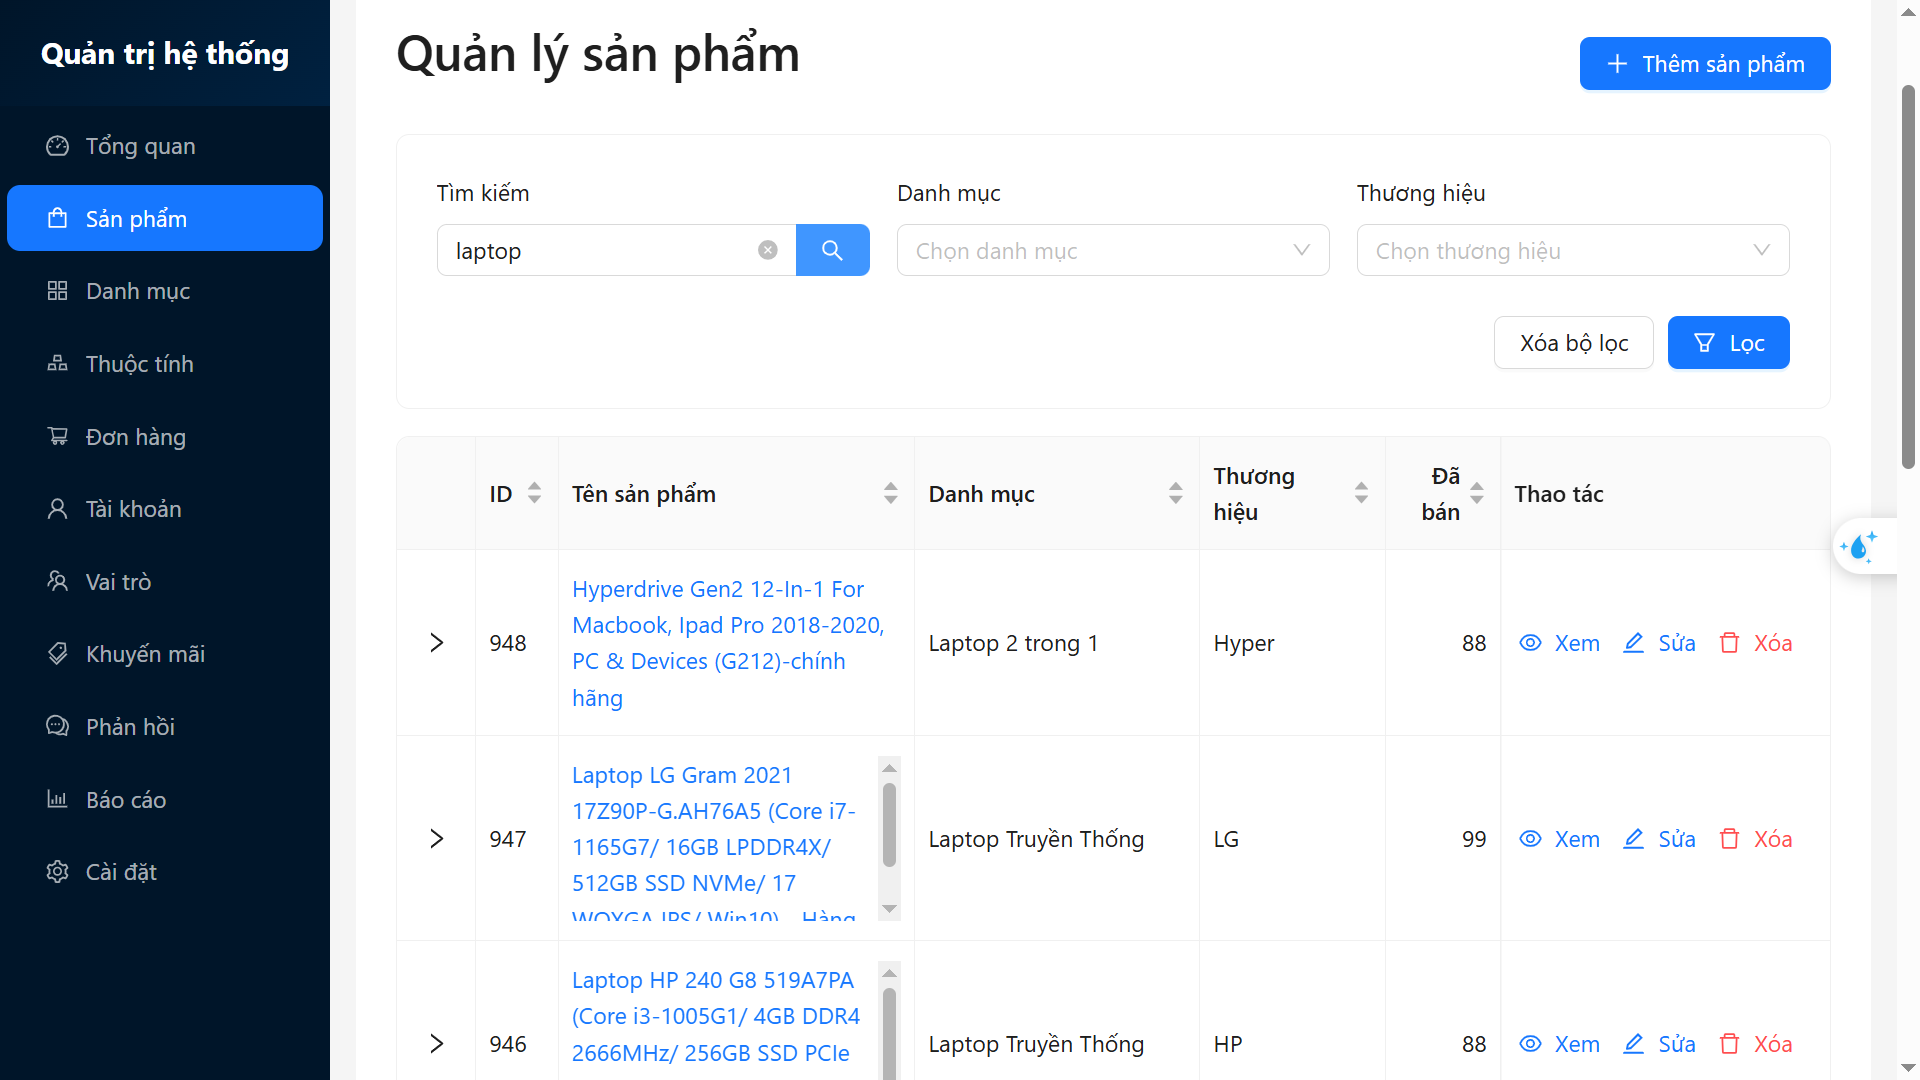 Quản trị hệ thống
Tổng quan
Sản phẩm
Danh mục
Thuộc tính
Đơn hàng
Tài khoản
Vai trò
Khuyến mãi
Phản hồi
Báo cáo
Cài đặt
Quản lý sản phẩm
Thêm sản phẩm
Tìm kiếm
Danh mục
Thương hiệu
laptop
Chọn danh mục
Chọn thương hiệu
Xóa bộ lọc
Lọc
ID
Tên sản phẩm
Danh mục
Thương
hiệu
Đã
bán
Thao tác
948
Hyperdrive Gen2 12-In-1 For
Macbook, Ipad Pro 2018-2020,
PC & Devices (G212)-chính
hãng
Laptop 2 trong 1
Hyper
88
Xem
Sửa
Xóa
947
Laptop LG Gram 2021
17Z90P-G.AH76A5 (Core i7-
1165G7/ 16GB LPDDR4X/
512GB SSD NVMe/ 17
WQXGA IPS/ Win10) _ Hàng
Laptop Truyền Thống
LG
99
Xem
Sửa
Xóa
946
Laptop HP 240 G8 519A7PA
(Core i3-1005G1/ 4GB DDR4
2666MHz/ 256GB SSD PCIe
Laptop Truyền Thống
HP
88
Xem
Sửa
Xóa